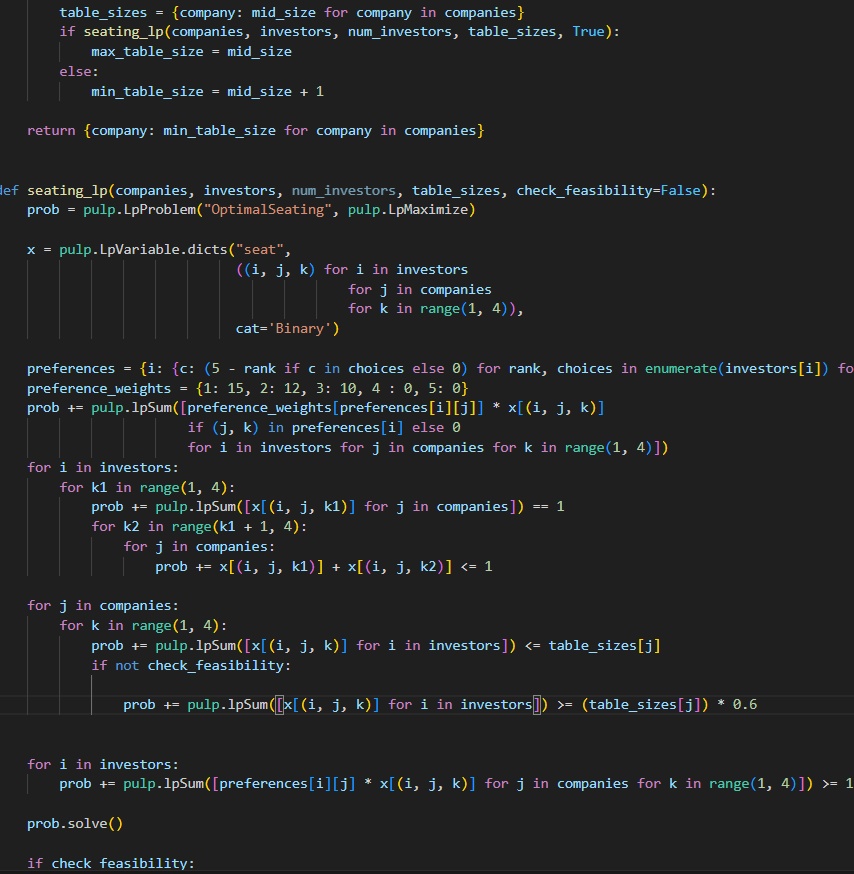 table_sizes = {company: mid_size for company in companies}
if seating_lp(companies, investors, num_investors, table_sizes, True):
max_table_size = mid_size
else:
min_table_size = mid_size + 1
return {company: min_table_size for company in companies}
def seating_lp(companies, investors, num_investors, table_sizes, check_feasibility=False):
prob = pulp.LpProblem("OptimalSeating", pulp.LpMaximize)
x = pulp.LpVariable.dicts("seat",
((i, j, k) for i in investors
for j in companies
for k in range(1, 4)),
cat='Binary')
preferences = {i: {c: (5 - rank if c in choices else 0) for rank, choices in enumerate(investors[i]) fo
preference_weights = {1: 15, 2: 12, 3: 10, 4 : 0, 5: 0}
prob += pulp.lpSum([preference_weights[preferences[i][j]] * x[(i, j, k)]
if (j, k) in preferences[i] else 0
for i in investors for j in companies for k in range(1, 4)])
for i in investors:
for k1 in range(1, 4):
prob += pulp.lpSum([x[(i, j, k1)] for j in companies]) == 1
for k2 in range(k1 + 1, 4):
for j in companies:
prob += x[(i, j, k1)] + x[(i, j, k2)] <= 1
for j in companies:
for k in range(1, 4):
prob += pulp.lpSum([x[(i, j, k)] for i in investors]) <= table_sizes[j]
if not check_feasibility:
prob += pulp.lpSum([x[(i, j, k)] for i in investors]) >= (table_sizes[j]) * 0.6
for i in investors:
prob += pulp.lpSum([preferences[i][j] * x[(i, j, k)] for j in companies for k in range(1, 4)]) >= 1
prob.solve()
if check_feasibility: